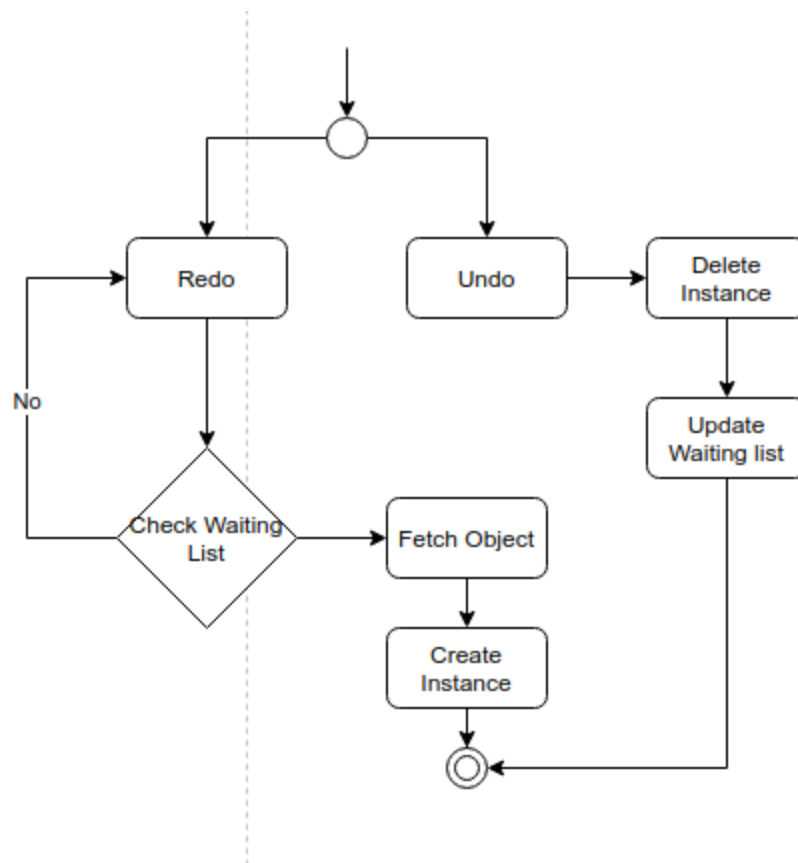 Redo
Undo
Delete
Instance
No
Update
Waiting list
Check Waiting
List
Fetch Object
Create
Instance